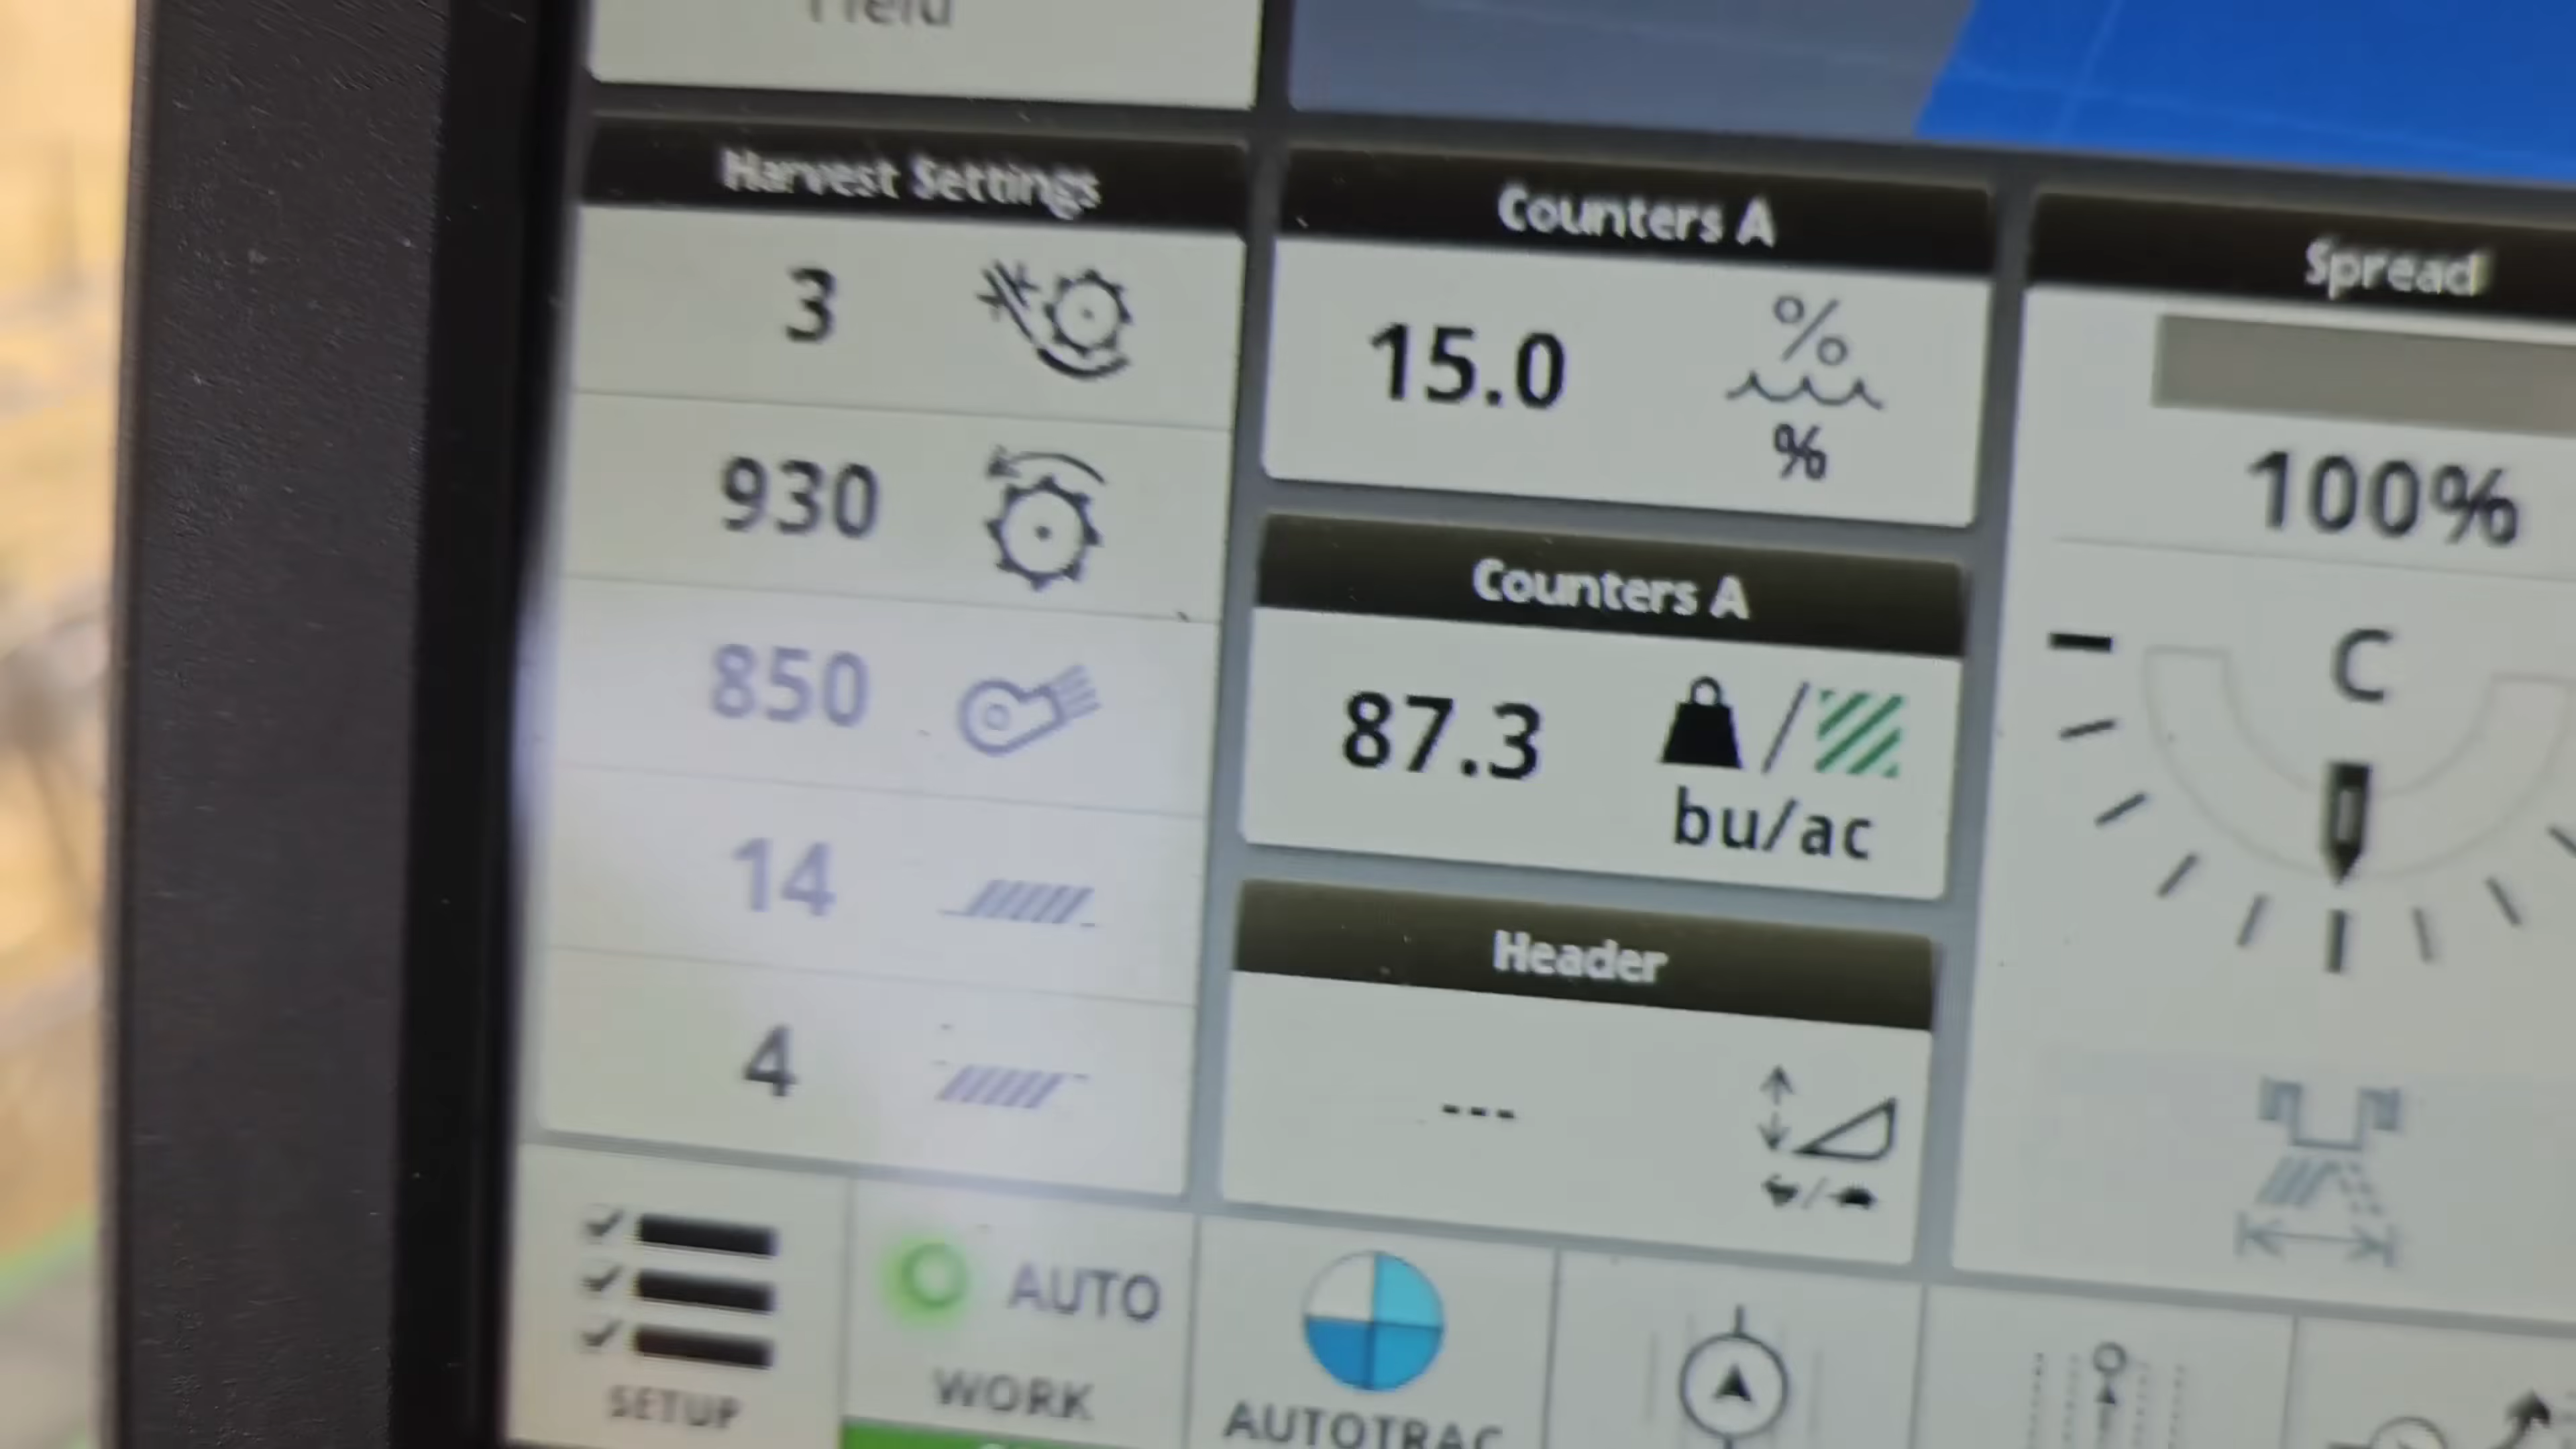 Field
Harvest Settings
3
930
850
14
4
Counters A
15.0 %
%
Counters A
87.3
bu/ac
Header
---
Spread
100%
C
SETUP
AUTO
WORK
AUTOTRAC